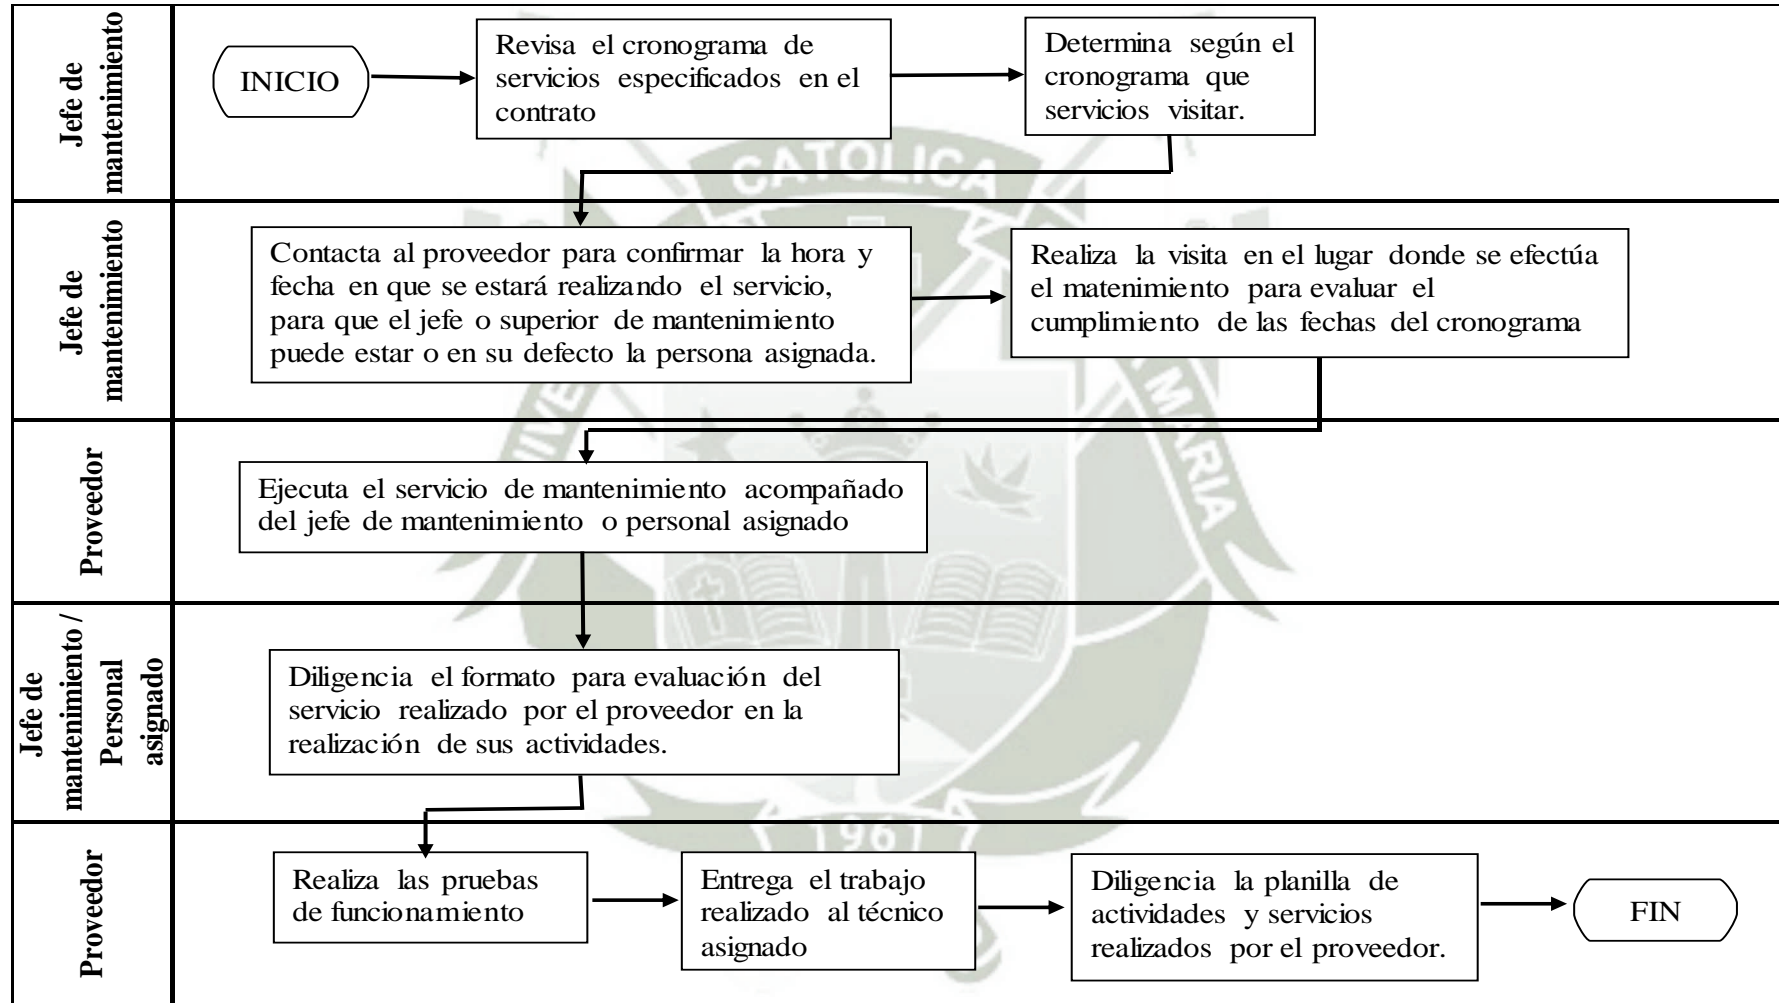 Jefe de
mantenimiento
INICIO
Revisa el cronograma de
servicios especificados en el
contrato
Determina según el
cronograma que
servicios visitar.
CATOLICA
Jefe de
mantenimiento
Contacta al proveedor para confirmar la hora y
fecha en que se estará realizando el servicio,
para que el jefe o superior de mantenimiento
puede estar o en su defecto la persona asignada.
Realiza la visita en el lugar donde se efectúa
el matenimiento para evaluar el
cumplimiento de las fechas del cronograma
MARIA
Proveedor
Ejecuta el servicio de mantenimiento acompañado
del jefe de mantenimiento o personal asignado
Jefe de
mantenimiento /
Personal
asignado
Diligencia el formato para evaluación del
servicio realizado por el proveedor en la
realización de sus actividades.
1961
Proveedor
Realiza las pruebas
de funcionamiento
Entrega el trabajo
realizado al técnico
asignado
Diligencia la planilla de
actividades y servicios
realizados por el proveedor.
FIN